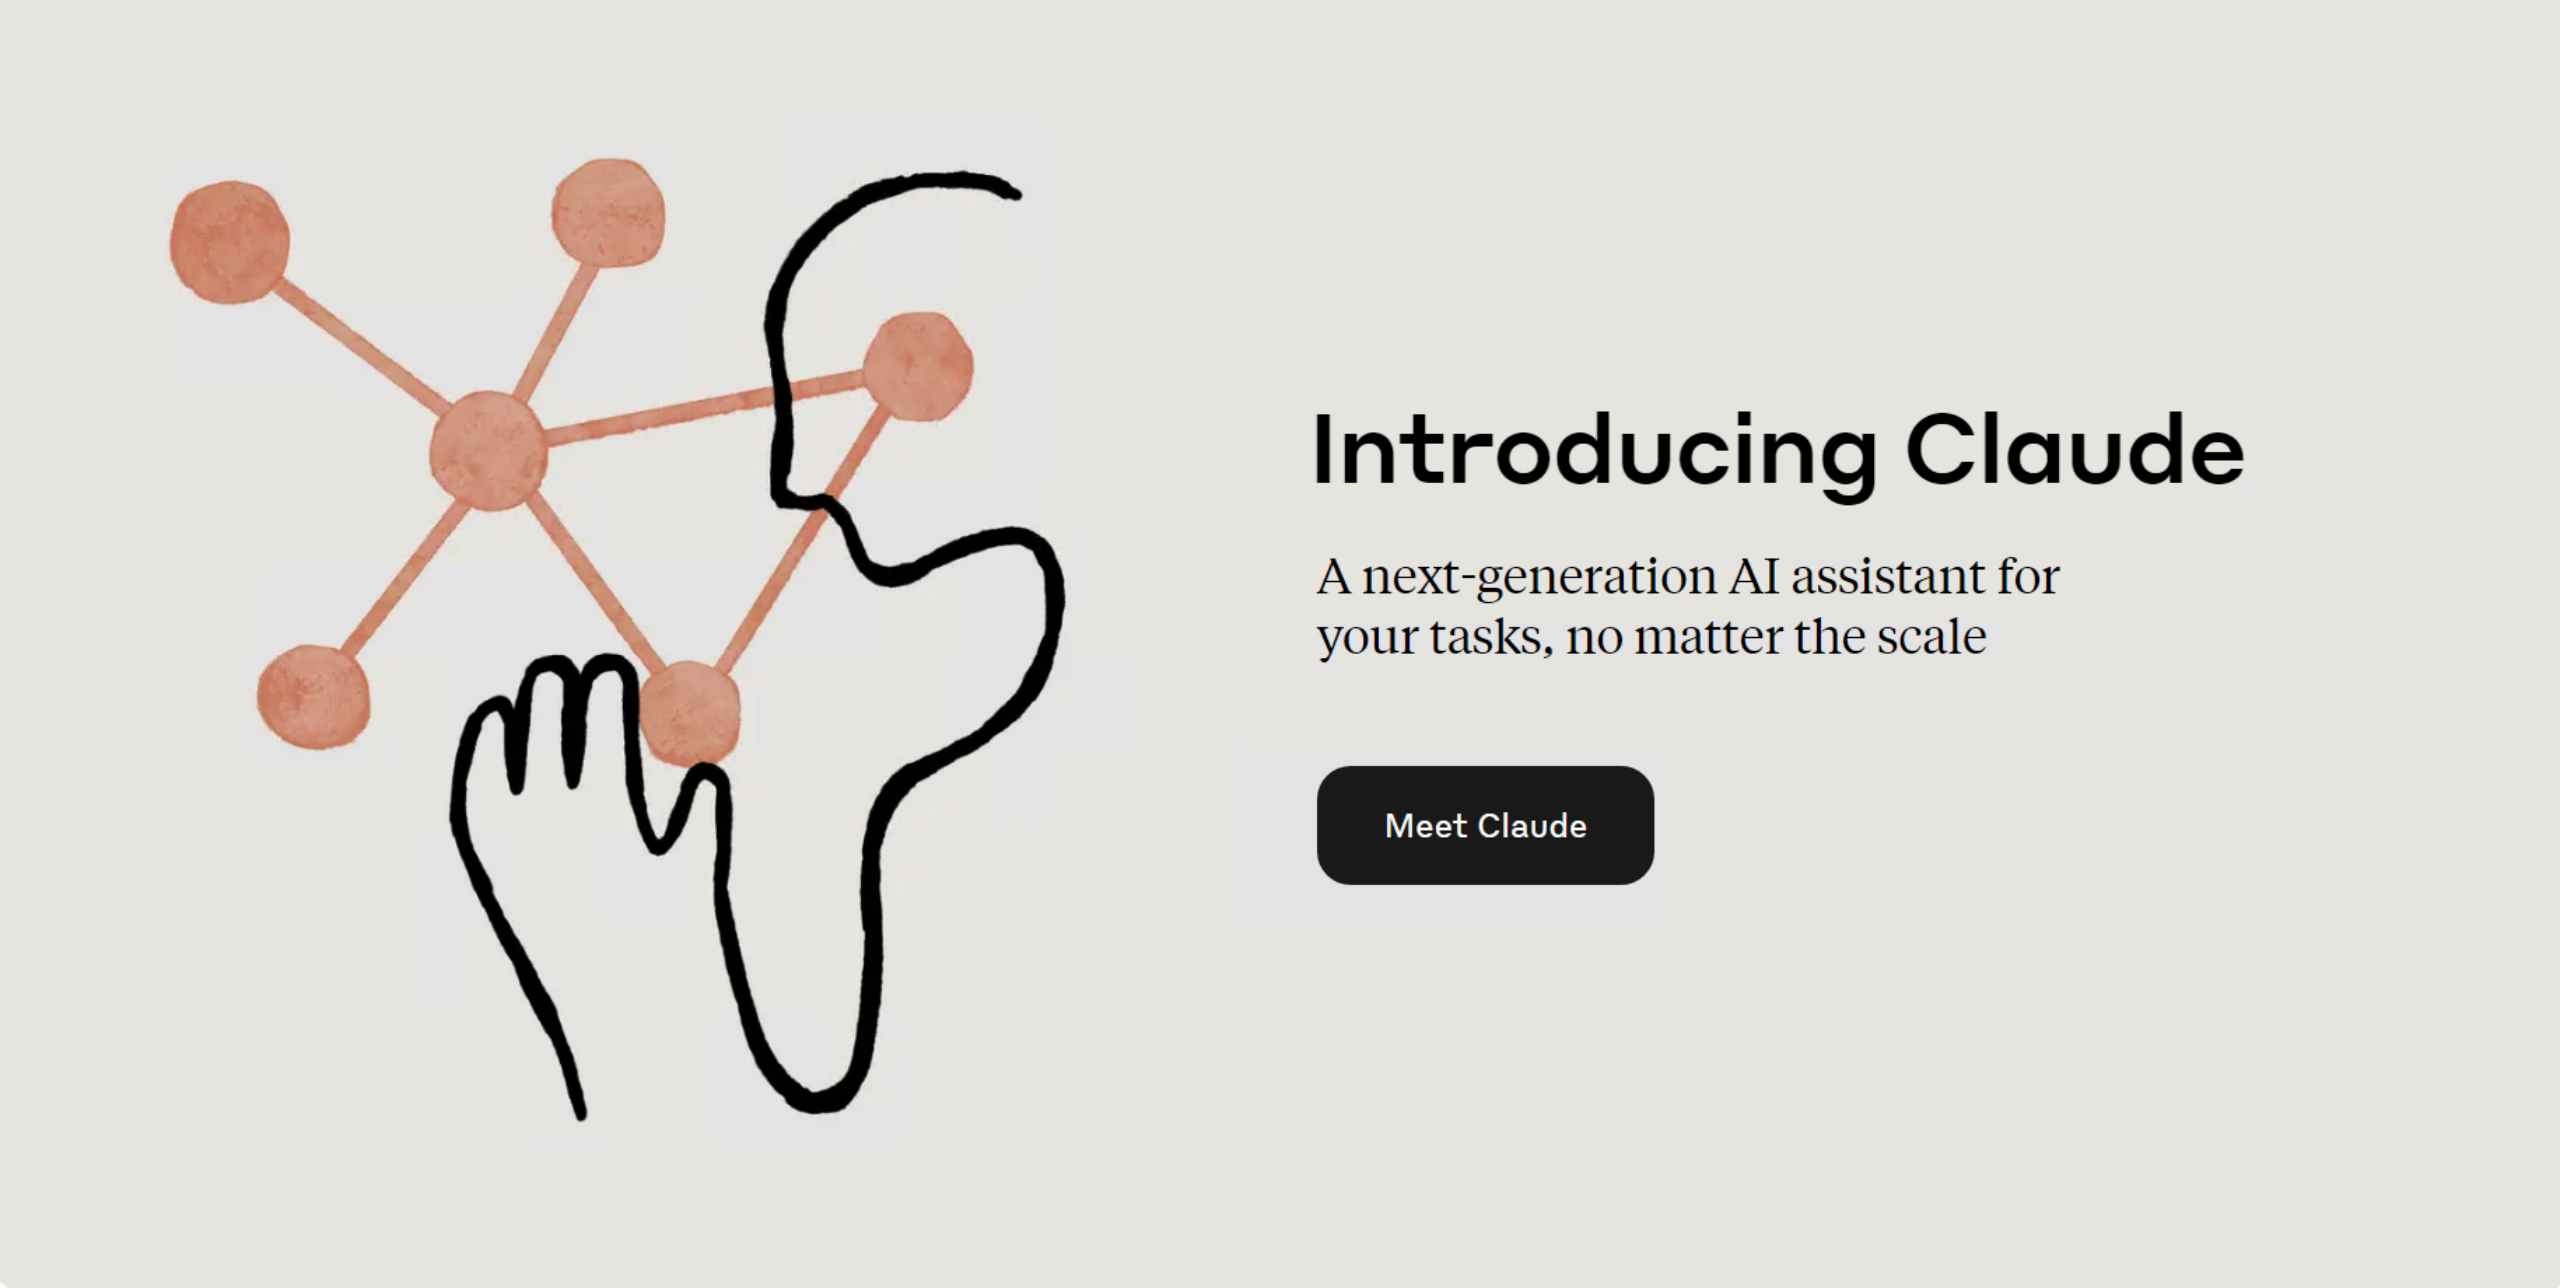 Introducing Claude
A next-generation AI assistant for
your tasks, no matter the scale
Meet Claude